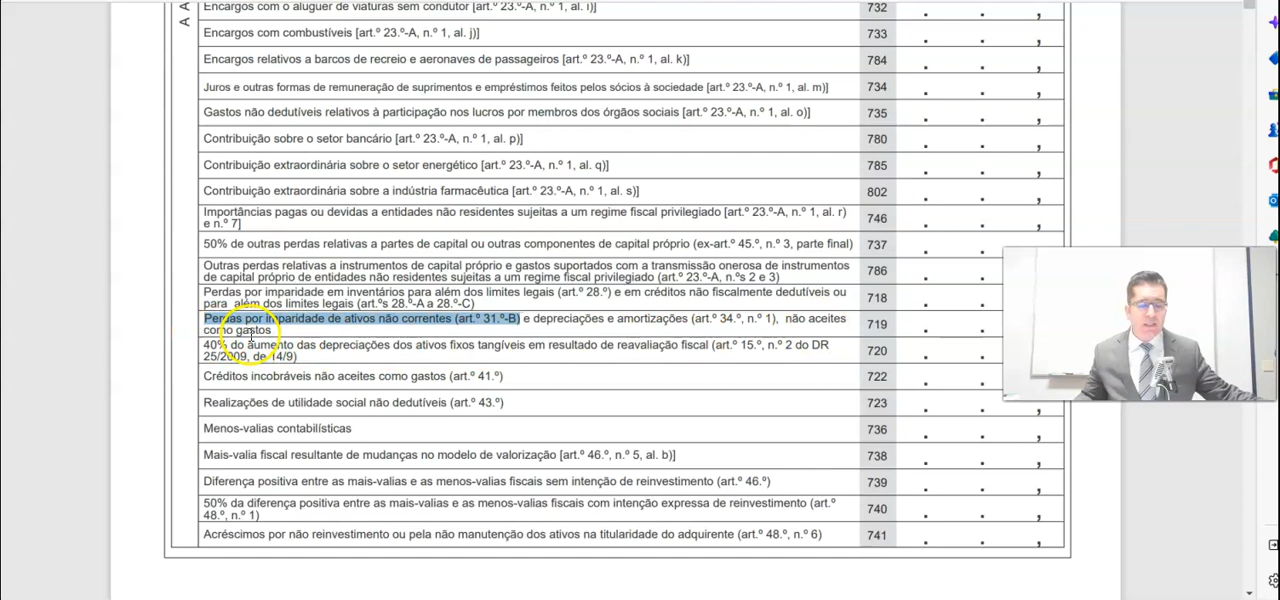 Encargos com o aluguer de viaturas sem condutor [art.º 23.º-A, n.º 1, al. i)] 732
A
A
Encargos com combustíveis [art.º 23.º-A, n.º 1, al. j)] 733
Encargos relativos a barcos de recreio e aeronaves de passageiros [art.º 23.º-A, n.º 1, al. k)] 784
Juros e outras formas de remuneração de suprimentos e empréstimos feitos pelos sócios à sociedade [art.º 23.º-A, n.º 1, al. m)] 734
Gastos não dedutíveis relativos à participação nos lucros por membros dos órgãos sociais [art.º 23.º-A, n.º 1, al. o)] 735
Contribuição sobre o setor bancário [art.º 23.º-A, n.º 1, al. p)] 780
Contribuição extraordinária sobre o setor energético [art.º 23.º-A, n.º 1, al. q)] 785
Contribuição extraordinária sobre a indústria farmacêutica [art.º 23.º-A, n.º 1, al. s)] 802
Importâncias pagas ou devidas a entidades não residentes sujeitas a um regime fiscal privilegiado [art.º 23.º-A, n.º 1, al. r)
e n.º 7] 746
50% de outras perdas relativas a partes de capital ou outras componentes de capital próprio (ex-art.º 45.º, n.º 3, parte final) 737
Outras perdas relativas a instrumentos de capital próprio e gastos suportados com a transmissão onerosa de instrumentos
de capital próprio de entidades não residentes sujeitas a um regime fiscal privilegiado (art.º 23.º-A, n.ºs 2 e 3) 786
Perdas por imparidade em inventários para além dos limites legais (art.º 28.º) e em créditos não fiscalmente dedutíveis ou
para além dos limites legais (art.ºs 28.º-A a 28.º-C) 718
Perdas por imparidade de ativos não correntes (art.º 31.º-B) e depreciações e amortizações (art.º 34.º, n.º 1), não aceites
como gastos 719
40% do aumento das depreciações dos ativos fixos tangíveis em resultado de reavaliação fiscal (art.º 15.º, n.º 2 do DR
25/2009, de 14/9) 720
Créditos incobráveis não aceites como gastos (art.º 41.º) 722
Realizações de utilidade social não dedutíveis (art.º 43.º) 723
Menos-valias contabilísticas 736
Mais-valia fiscal resultante de mudanças no modelo de valorização [art.º 46.º, n.º 5, al. b)] 738
Diferença positiva entre as mais-valias e as menos-valias fiscais sem intenção de reinvestimento (art.º 46.º) 739
50% da diferença positiva entre as mais-valias e as menos-valias fiscais com intenção expressa de reinvestimento (art.º
48.º, n.º 1) 740
Acréscimos por não reinvestimento ou pela não manutenção dos ativos na titularidade do adquirente (art.º 48.º, n.º 6) 741